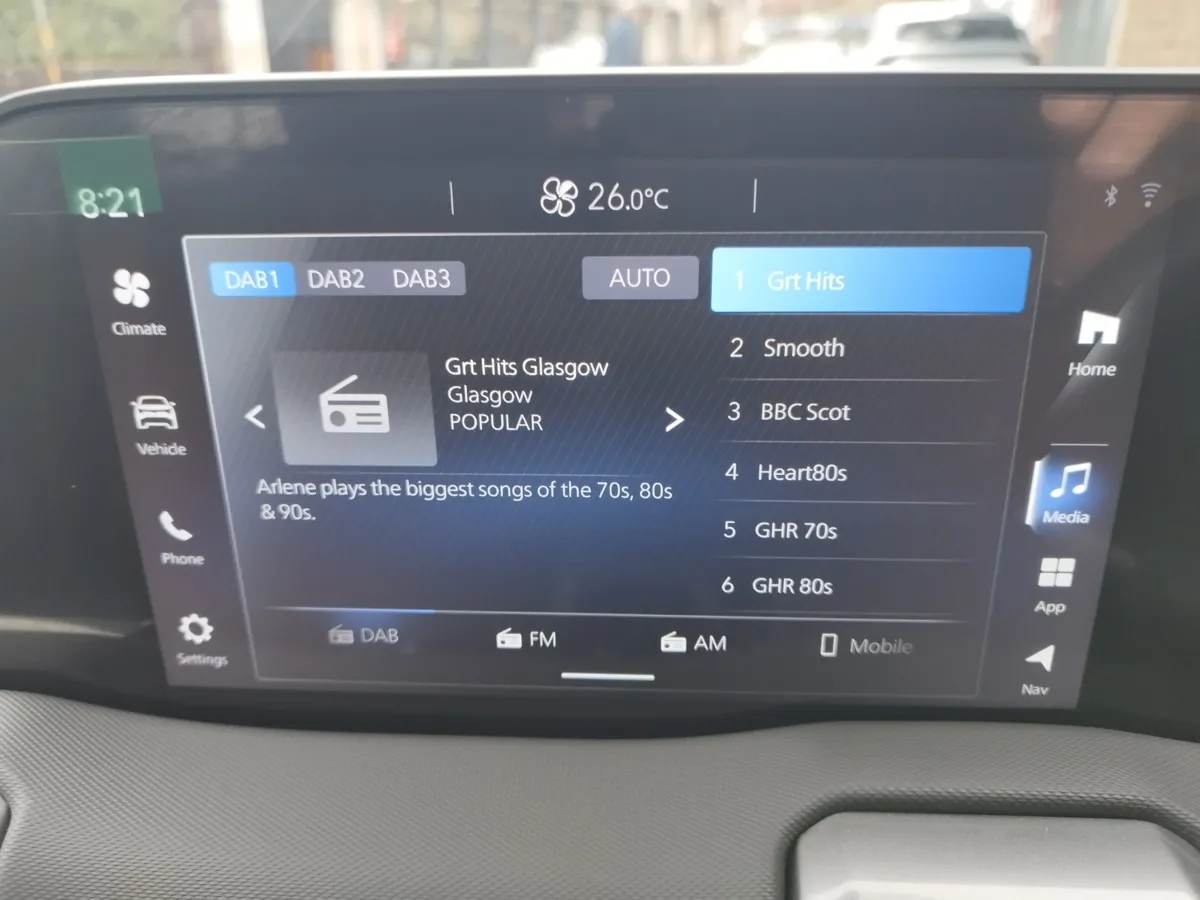 8:21
26.0°C
Climate
Vehicle
Phone
Settings
DAB1 DAB2 DAB3
AUTO
Grt Hits Glasgow
Glasgow
POPULAR
Arlene plays the biggest songs of the 70s, 80s
& 90s.
1 Grt Hits
2 Smooth
3 BBC Scot
4 Heart80s
5 GHR 70s
6 GHR 80s
DAB FM AM Mobile
Home
Media
App
Nav